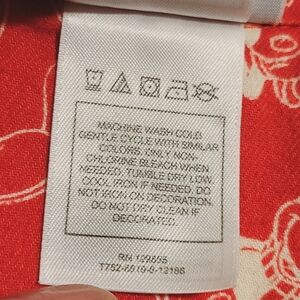 MACHINE WASH COLD,
GENTLE CYCLE WITH SIMILAR
COLORS. ONLY NON-
CHLORINE BLEACH WHEN
NEEDED. TUMBLE DRY LOW.
COOL IRON IF NEEDED. DO
NOT IRON ON DECORATION.
DO NOT DRY CLEAN IF
DECORATED.
RN 129655